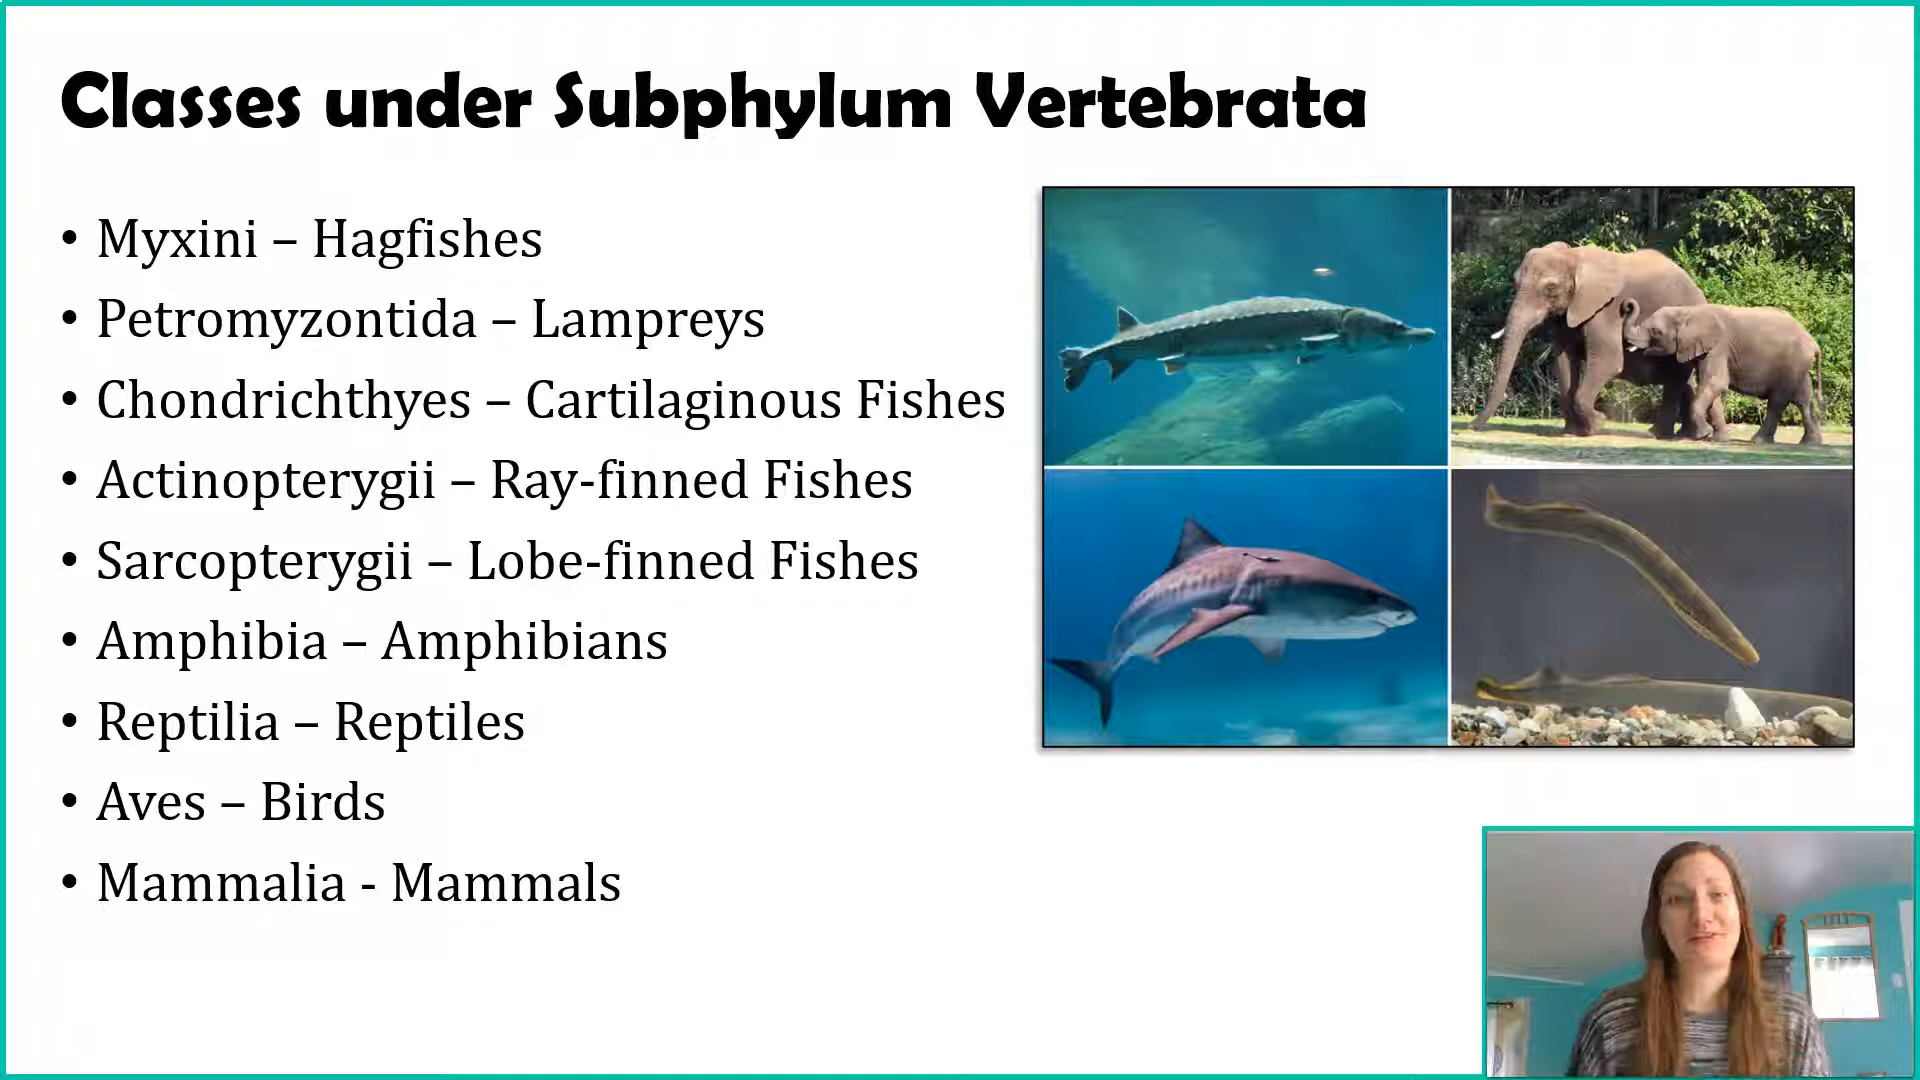 Classes under Subphylum Vertebrata
• Myxini – Hagfishes
• Petromyzontida – Lampreys
• Chondrichthyes – Cartilaginous Fishes
• Actinopterygii – Ray-finned Fishes
• Sarcopterygii – Lobe-finned Fishes
• Amphibia – Amphibians
• Reptilia – Reptiles
• Aves – Birds
• Mammalia - Mammals